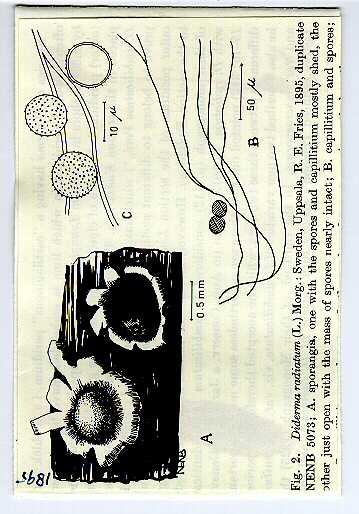 C
10 μ
50 μ
B
0.5 mm
A
NENB
1895
Fig. 2. Diderma radiatum (L.) Morg.: Sweden, Uppsala, R. E. Fries, 1895, duplicate
NENB 5073; A. sporangia, one with the spores and capillitium mostly shed, the
other just open with the mass of spores nearly intact; B. capillitium and spores;